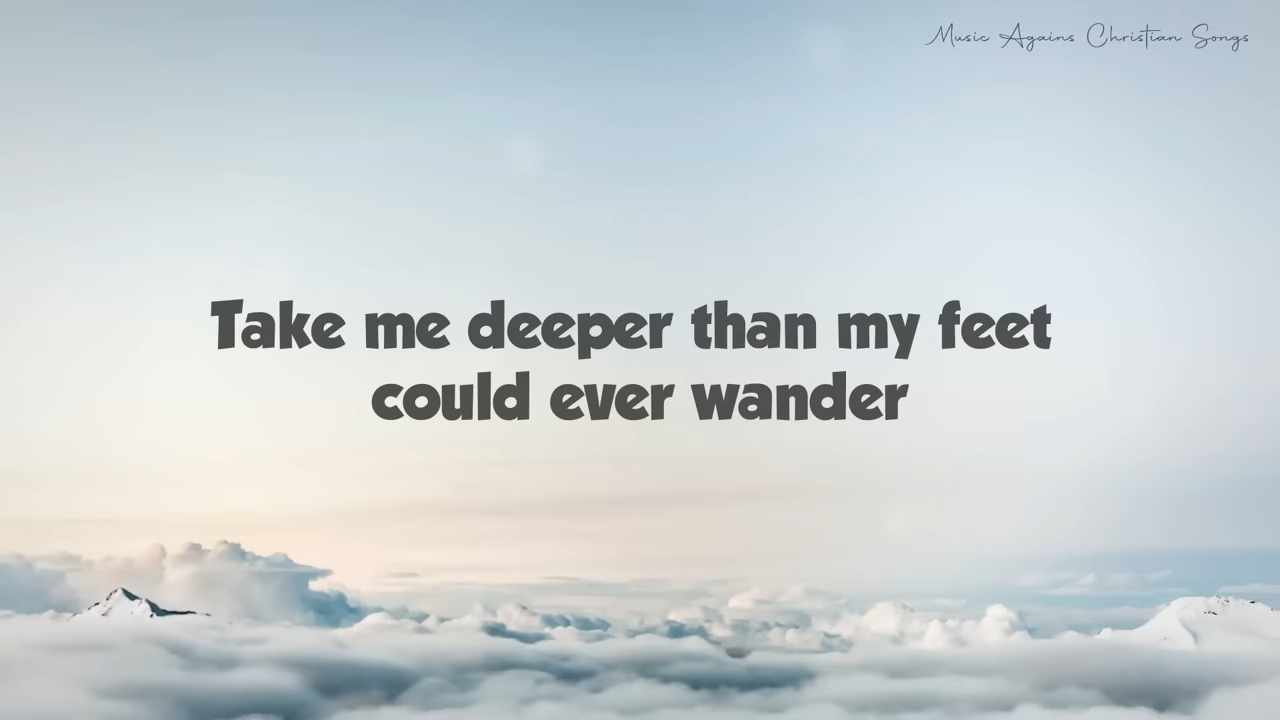 Music Agains Christian Songs
Take me deeper than my feet
could ever wander